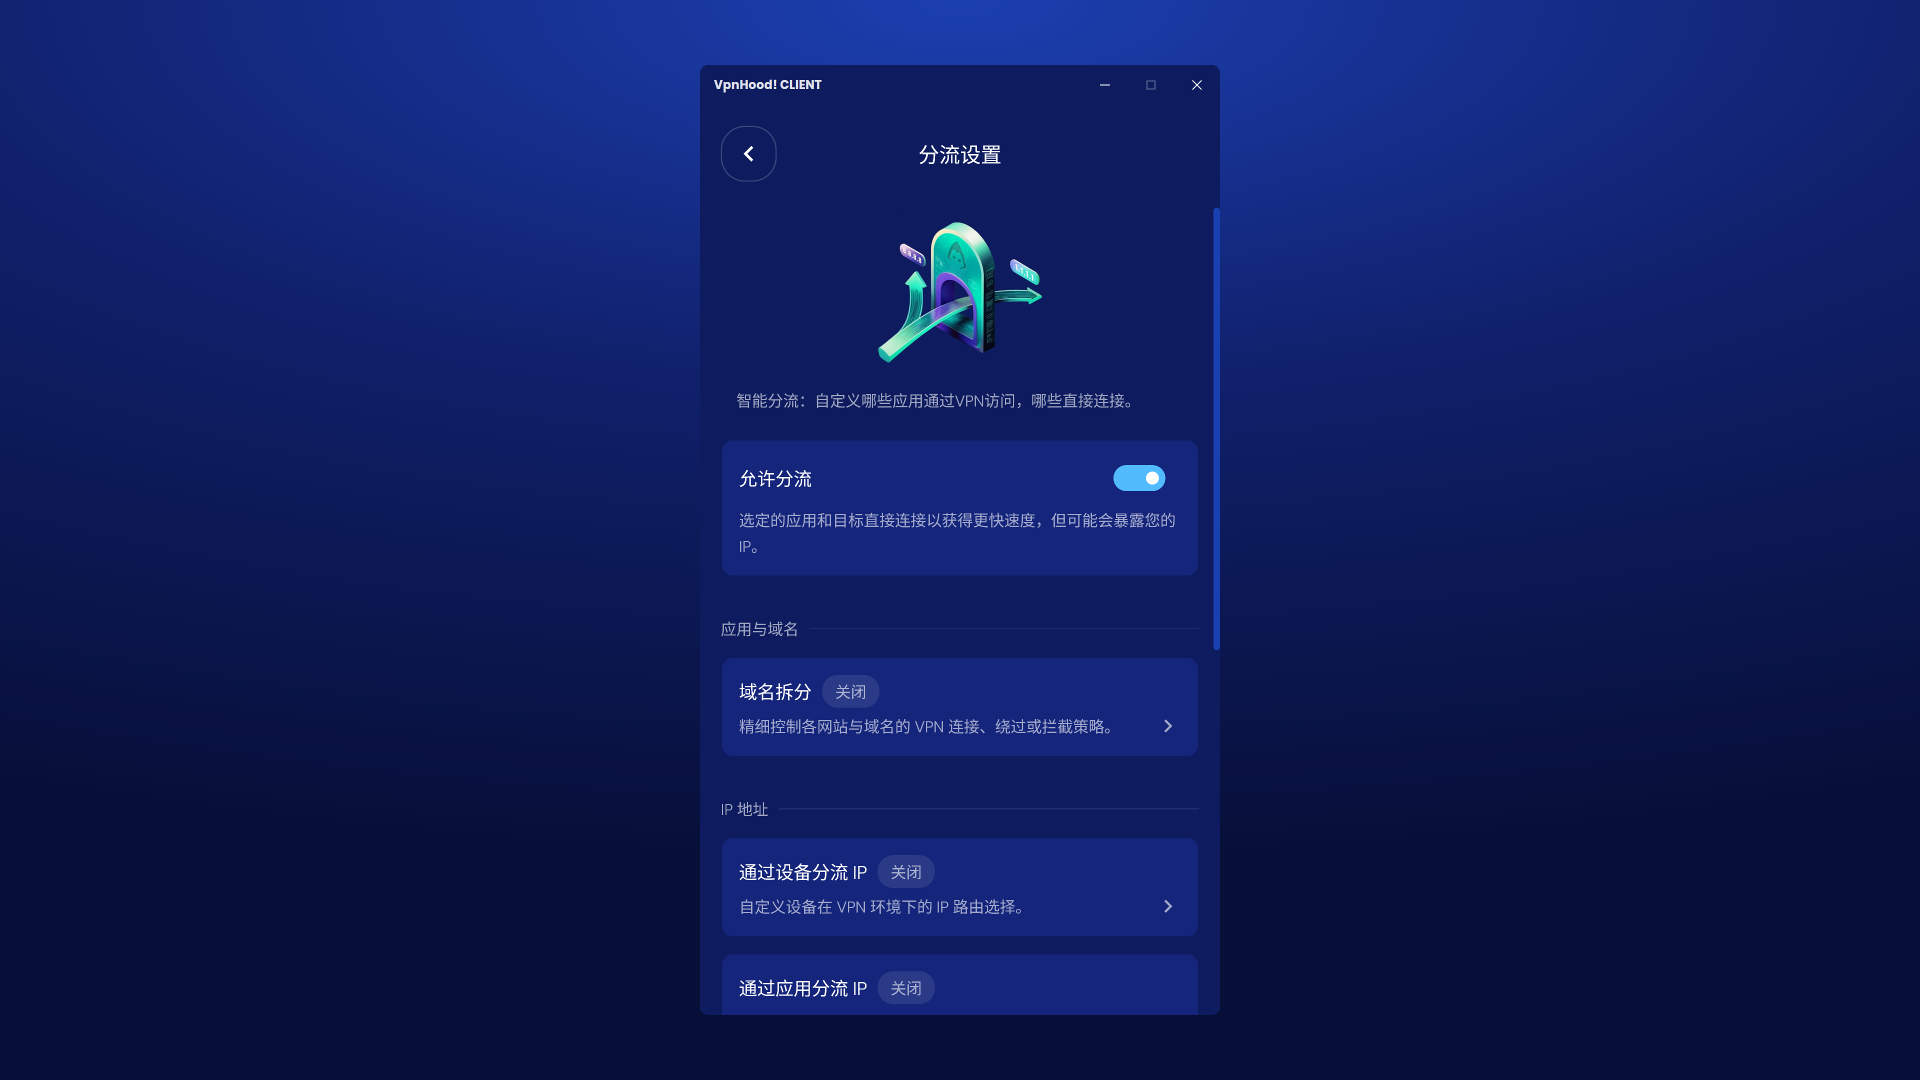 VpnHood! CLIENT
分流设置
智能分流：自定义哪些应用通过VPN访问，哪些直接连接。
允许分流
选定的应用和目标直接连接以获得更快速度，但可能会暴露您的
IP。
应用与域名
域名拆分 关闭
精细控制各网站与域名的 VPN 连接、绕过或拦截策略。
IP 地址
通过设备分流 IP 关闭
自定义设备在 VPN 环境下的 IP 路由选择。
通过应用分流 IP 关闭